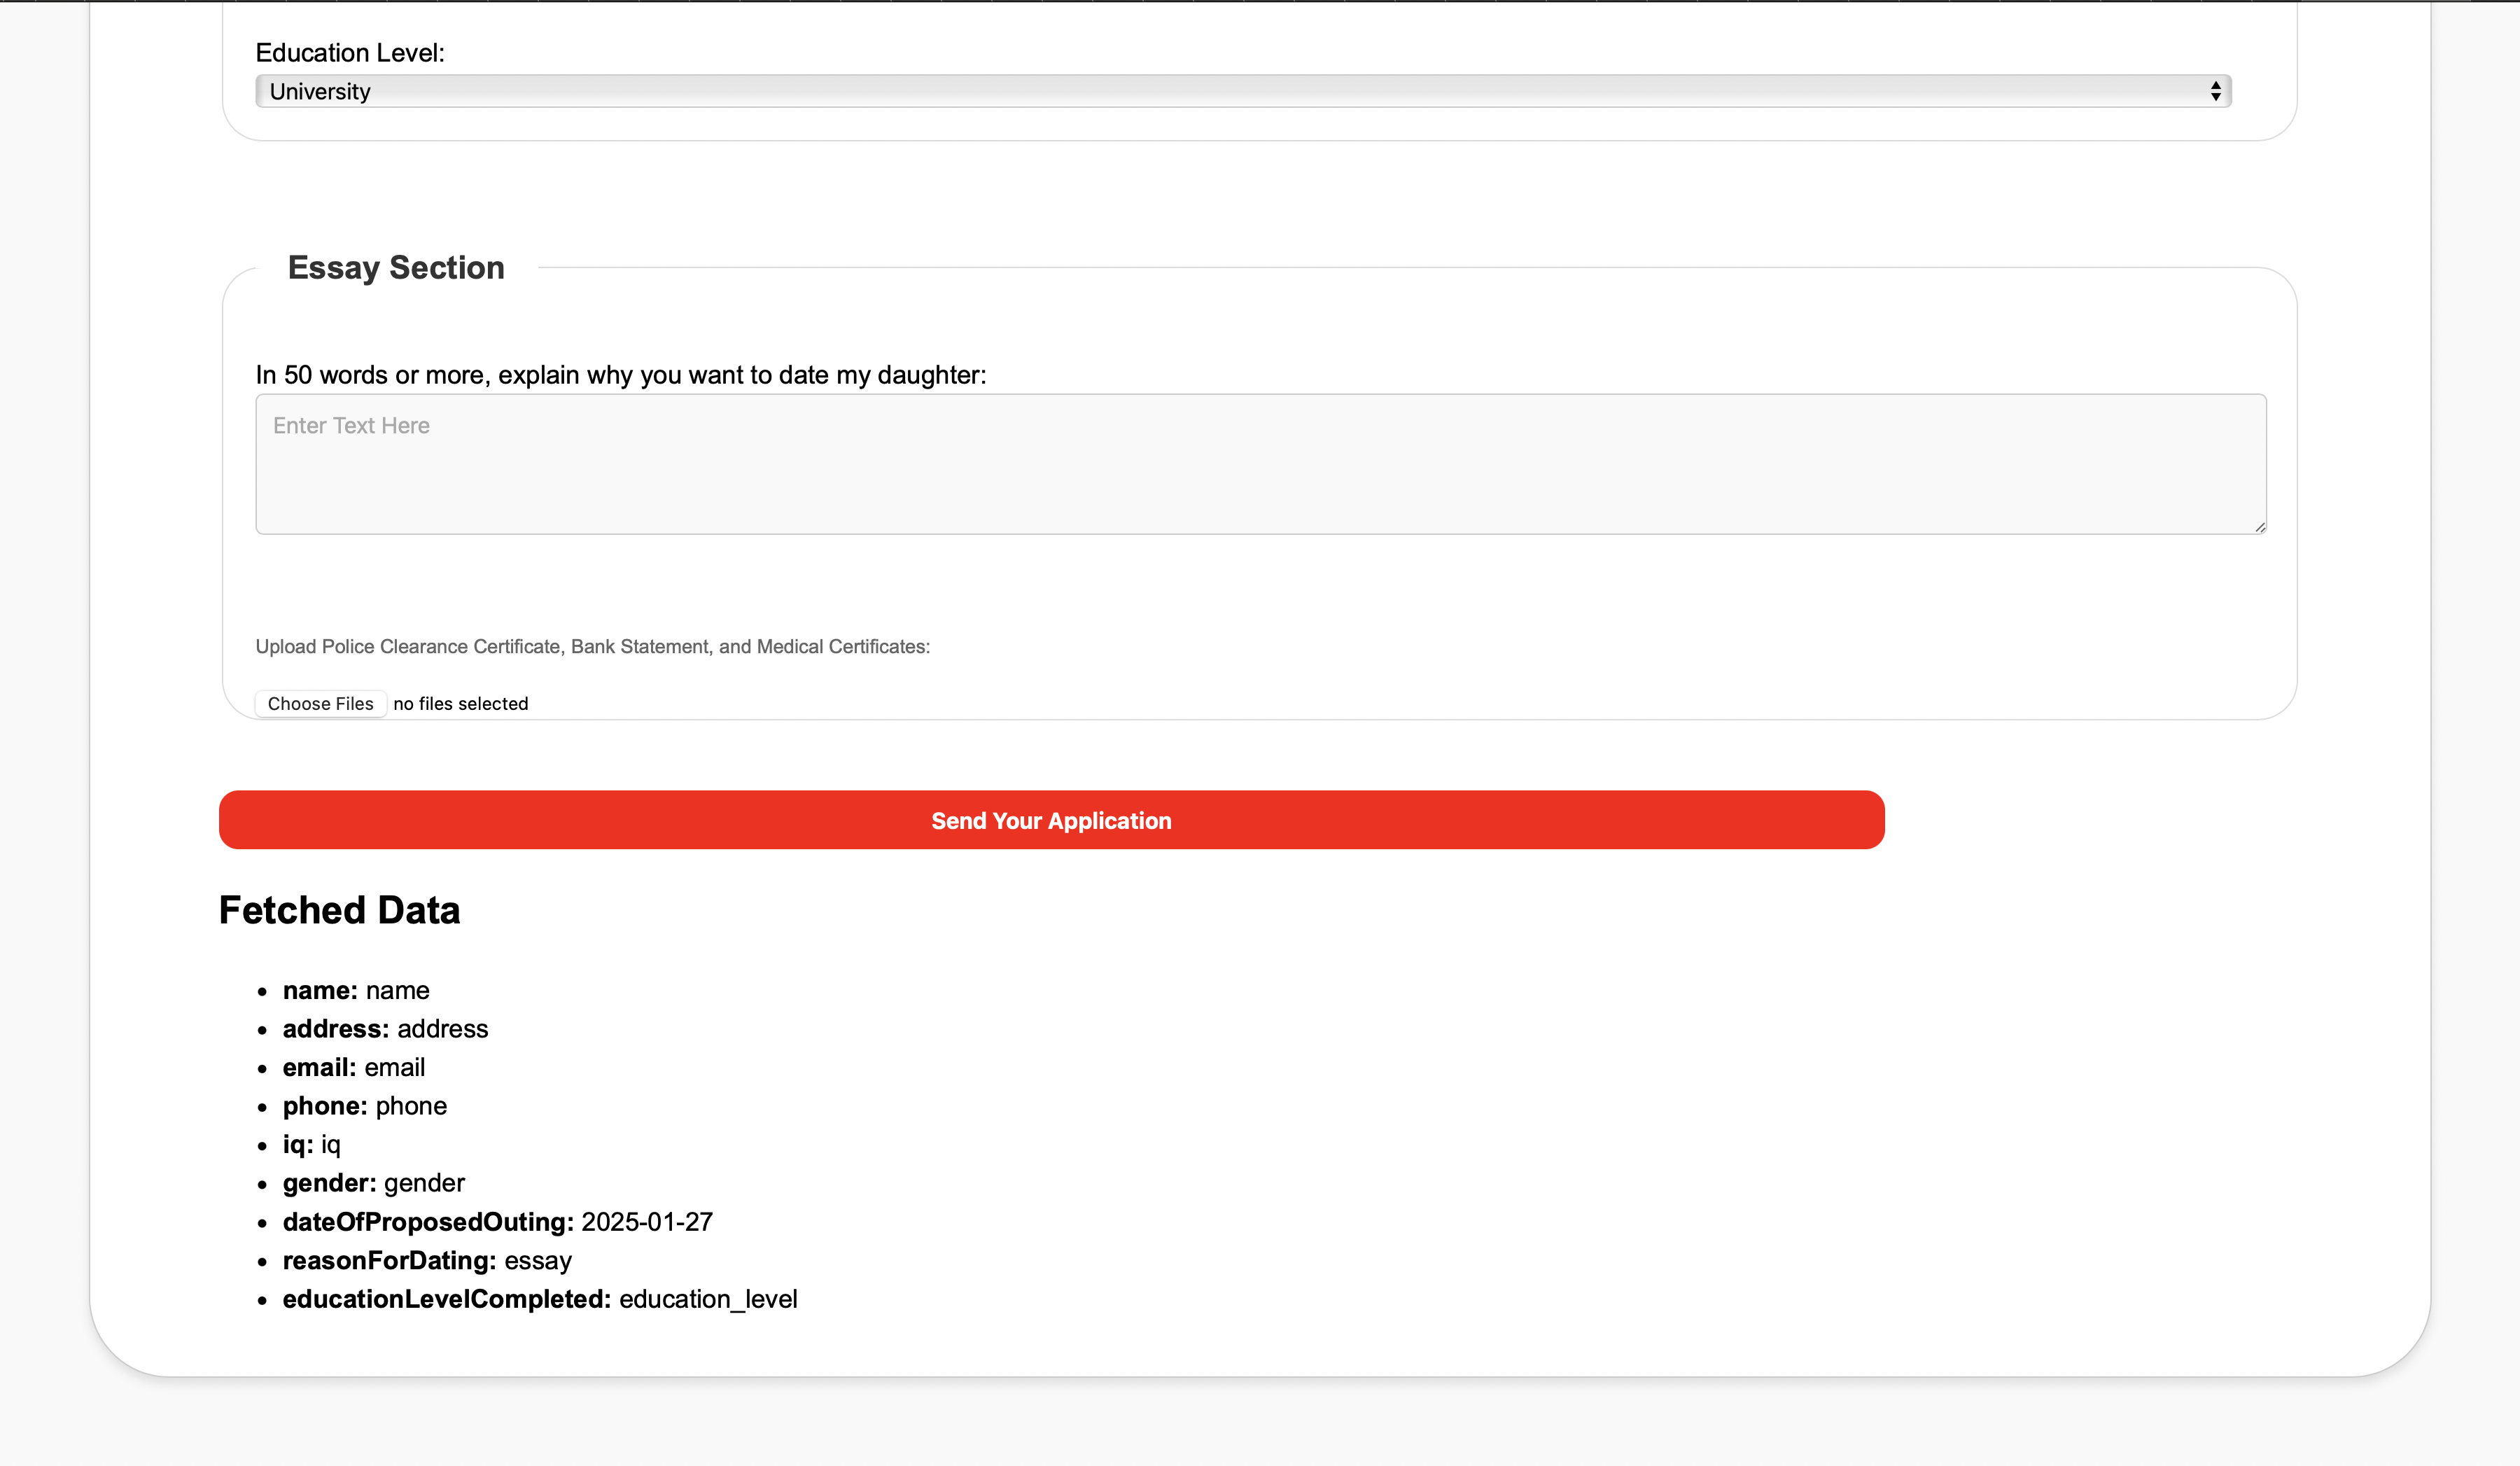 Education Level:
University
Essay Section
In 50 words or more, explain why you want to date my daughter:
Enter Text Here
Upload Police Clearance Certificate, Bank Statement, and Medical Certificates:
Choose Files no files selected
Send Your Application
Fetched Data
• name: name
• address: address
• email: email
• phone: phone
• iq: iq
• gender: gender
• dateOfProposedOuting: 2025-01-27
• reasonForDating: essay
• educationLevelCompleted: education_level